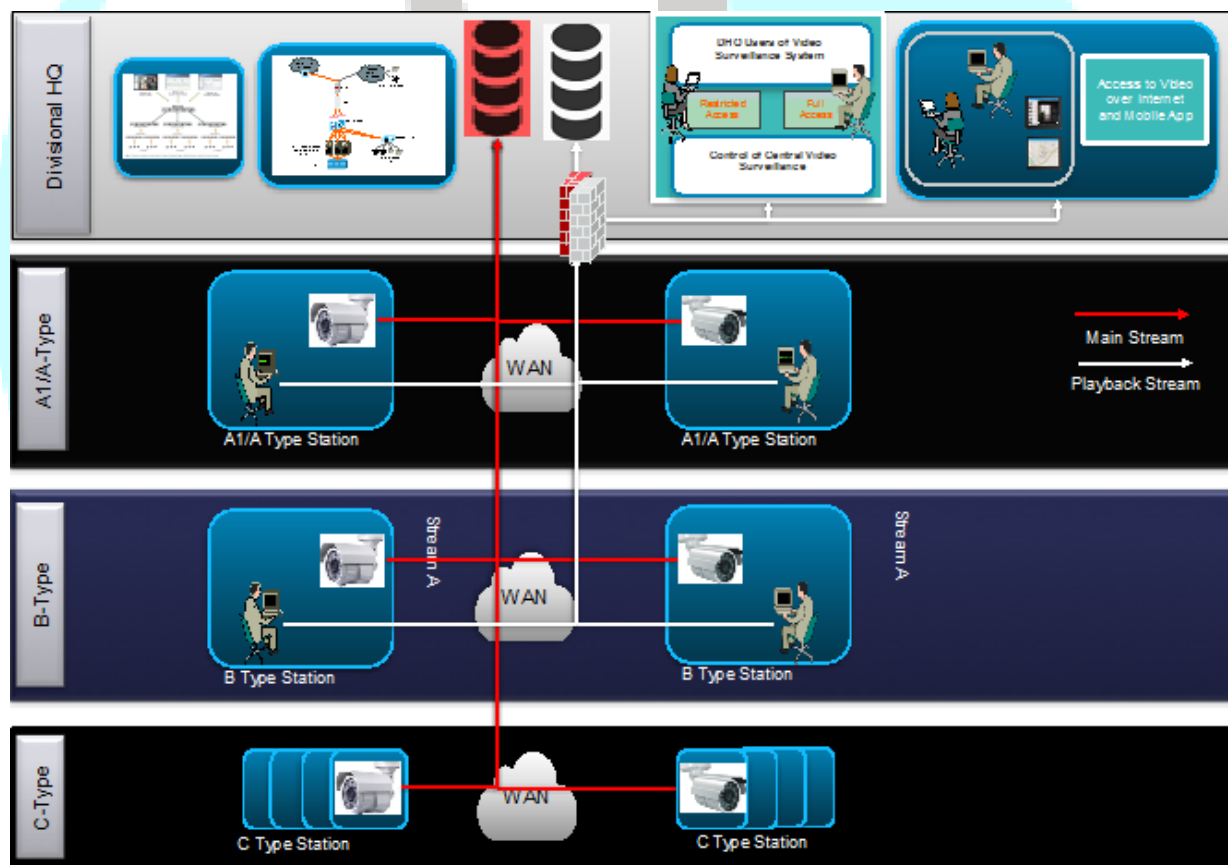 Divisional HQ
DHQ Users of Video
Surveillance System
Restricted
Access
Full
Access
Control of Central Video
Surveillance
Access to Video
over Internet
and Mobile App
A1/A-Type
WAN
A1/A Type Station
A1/A Type Station
Main Stream
Playback Stream
B-Type
Stream A
WAN
Stream A
B Type Station
B Type Station
C-Type
WAN
C Type Station
C Type Station